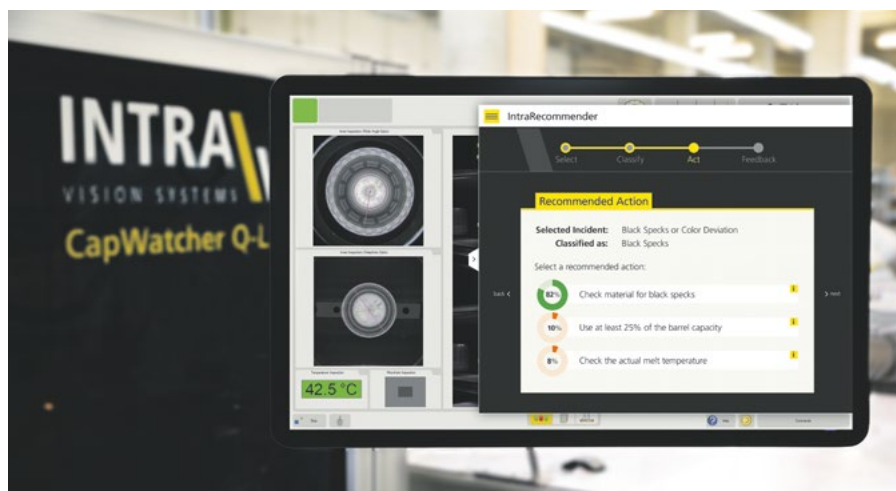 INTRA
VISION SYSTEMS
CapWatcher Q-L
IntraRecommender
Select
Classify
Act
Feedback
Recommended Action
Selected Incident: Black Specks or Color Deviation
Classified as: Black Specks
Select a recommended action:
82% Check material for black specks
10% Use at least 25% of the barrel capacity
8% Check the actual melt temperature
back
next
42.5 °C